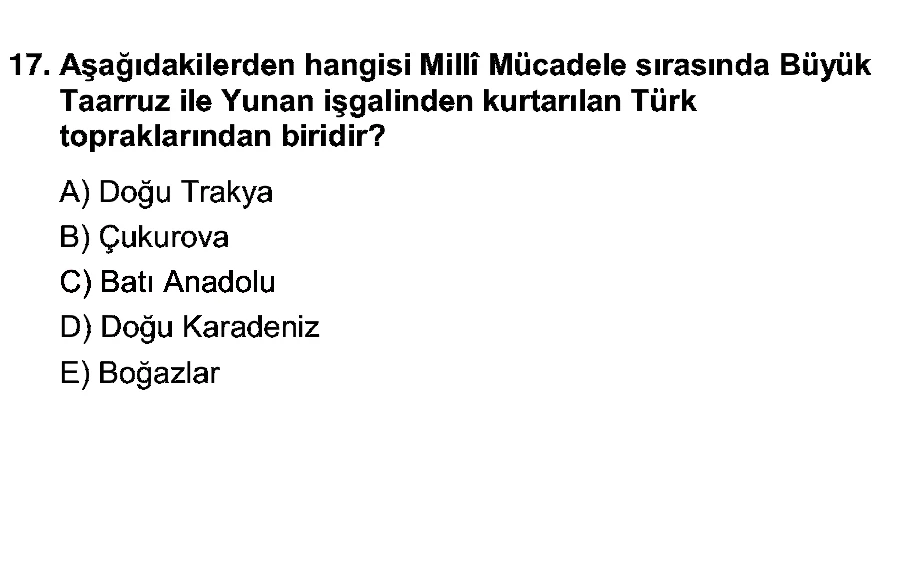 17. Aşağıdakilerden hangisi Millî Mücadele sırasında Büyük
Taarruz ile Yunan işgalinden kurtarılan Türk
topraklarından biridir?
A) Doğu Trakya
B) Çukurova
C) Batı Anadolu
D) Doğu Karadeniz
E) Boğazlar